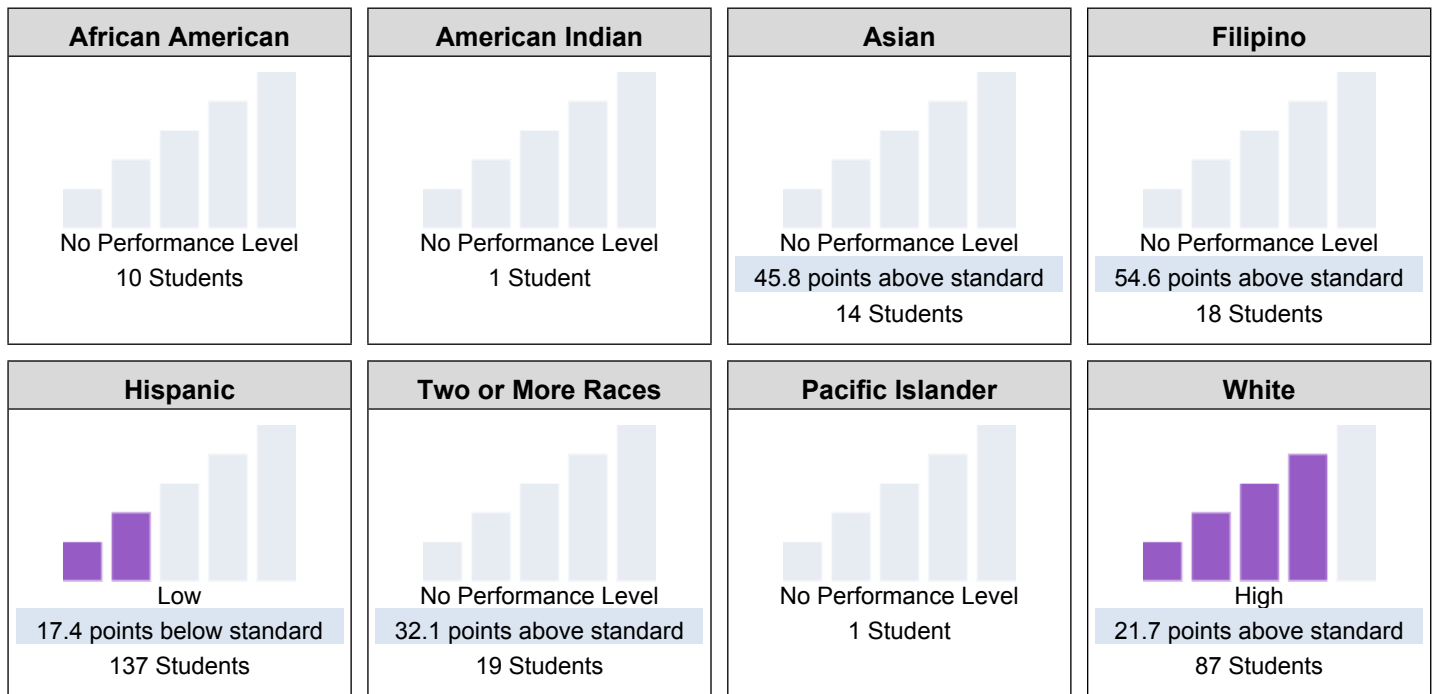 African American
No Performance Level
10 Students
American Indian
No Performance Level
1 Student
Asian
No Performance Level
45.8 points above standard
14 Students
Filipino
No Performance Level
54.6 points above standard
18 Students
Hispanic
Low
17.4 points below standard
137 Students
Two or More Races
No Performance Level
32.1 points above standard
19 Students
Pacific Islander
No Performance Level
1 Student
White
High
21.7 points above standard
87 Students